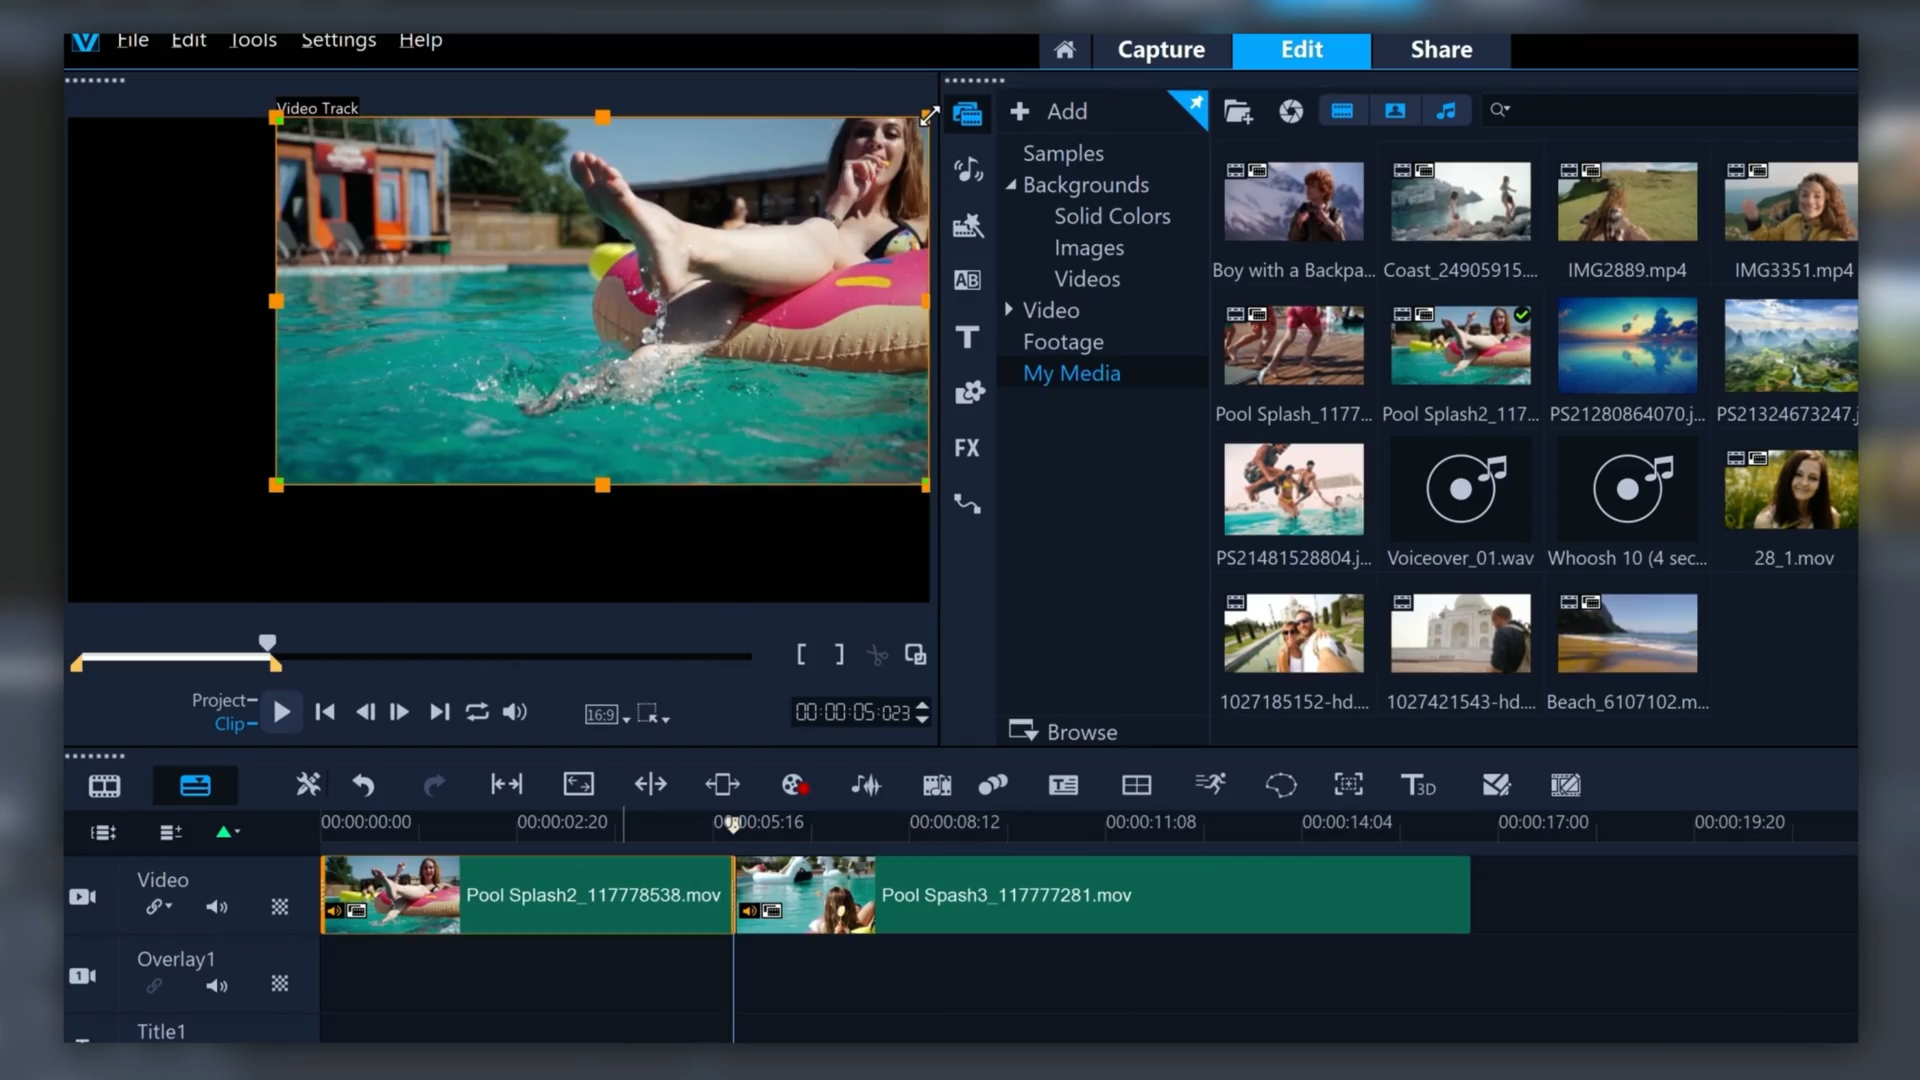 File Edit Tools Settings Help
Capture Edit Share
Video Track
Add
Samples
Backgrounds
Solid Colors
Images
Videos
Video
Footage
My Media
Browse
Boy with a Backpa... Coast_24905915.... IMG2889.mp4 IMG3351.mp4
Pool Splash_1177... Pool Splash2_117... PS21280864070.j... PS21324673247.j
PS21481528804.j... Voiceover_01.wav Whoosh 10 (4 sec... 28_1.mov
1027185152-hd.... 1027421543-hd.... Beach_6107102.m...
AB
T
FX
Project
Clip
16:9
00:00:05:023
T3D
00:00:00:00 00:00:02:20 00:00:05:16 00:00:08:12 00:00:11:08 00:00:14:04 00:00:17:00 00:00:19:20
Video
Pool Splash2_117778538.mov Pool Spash3_117777281.mov
1
Overlay1
Title1